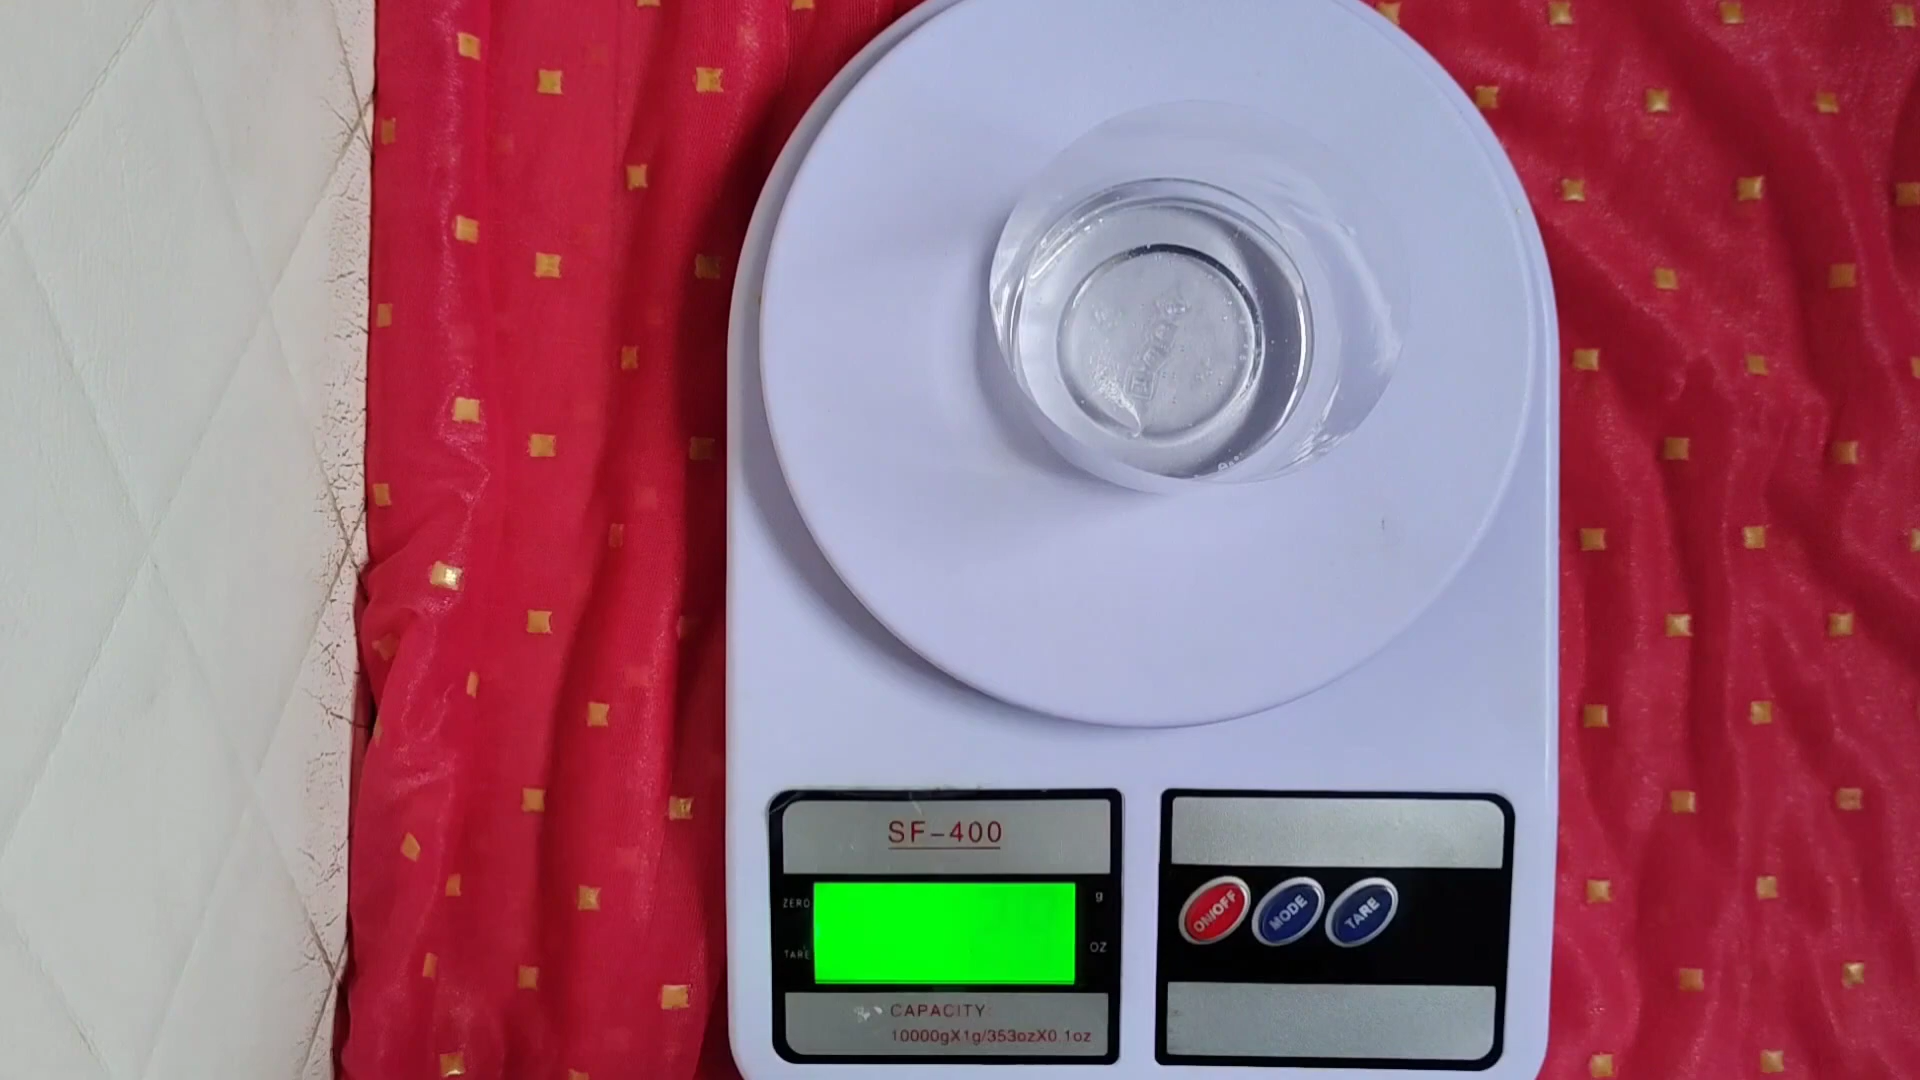 SF-400
ZERO
g
TARE
OZ
CAPACITY:
10000gX1g/353ozX0.1oz
ON/OFF
MODE
TARE